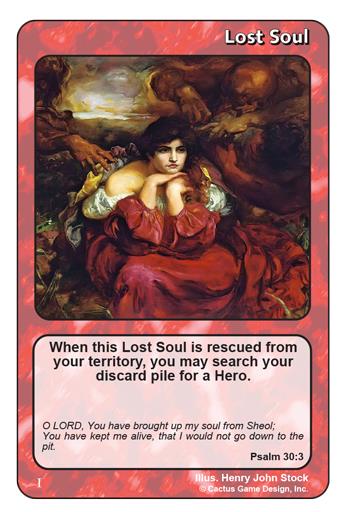 Lost Soul
When this Lost Soul is rescued from
your territory, you may search your
discard pile for a Hero.
O LORD, You have brought up my soul from Sheol;
You have kept me alive, that I would not go down to the
pit.
Psalm 30:3
Illus. Henry John Stock
I
© Cactus Game Design, Inc.